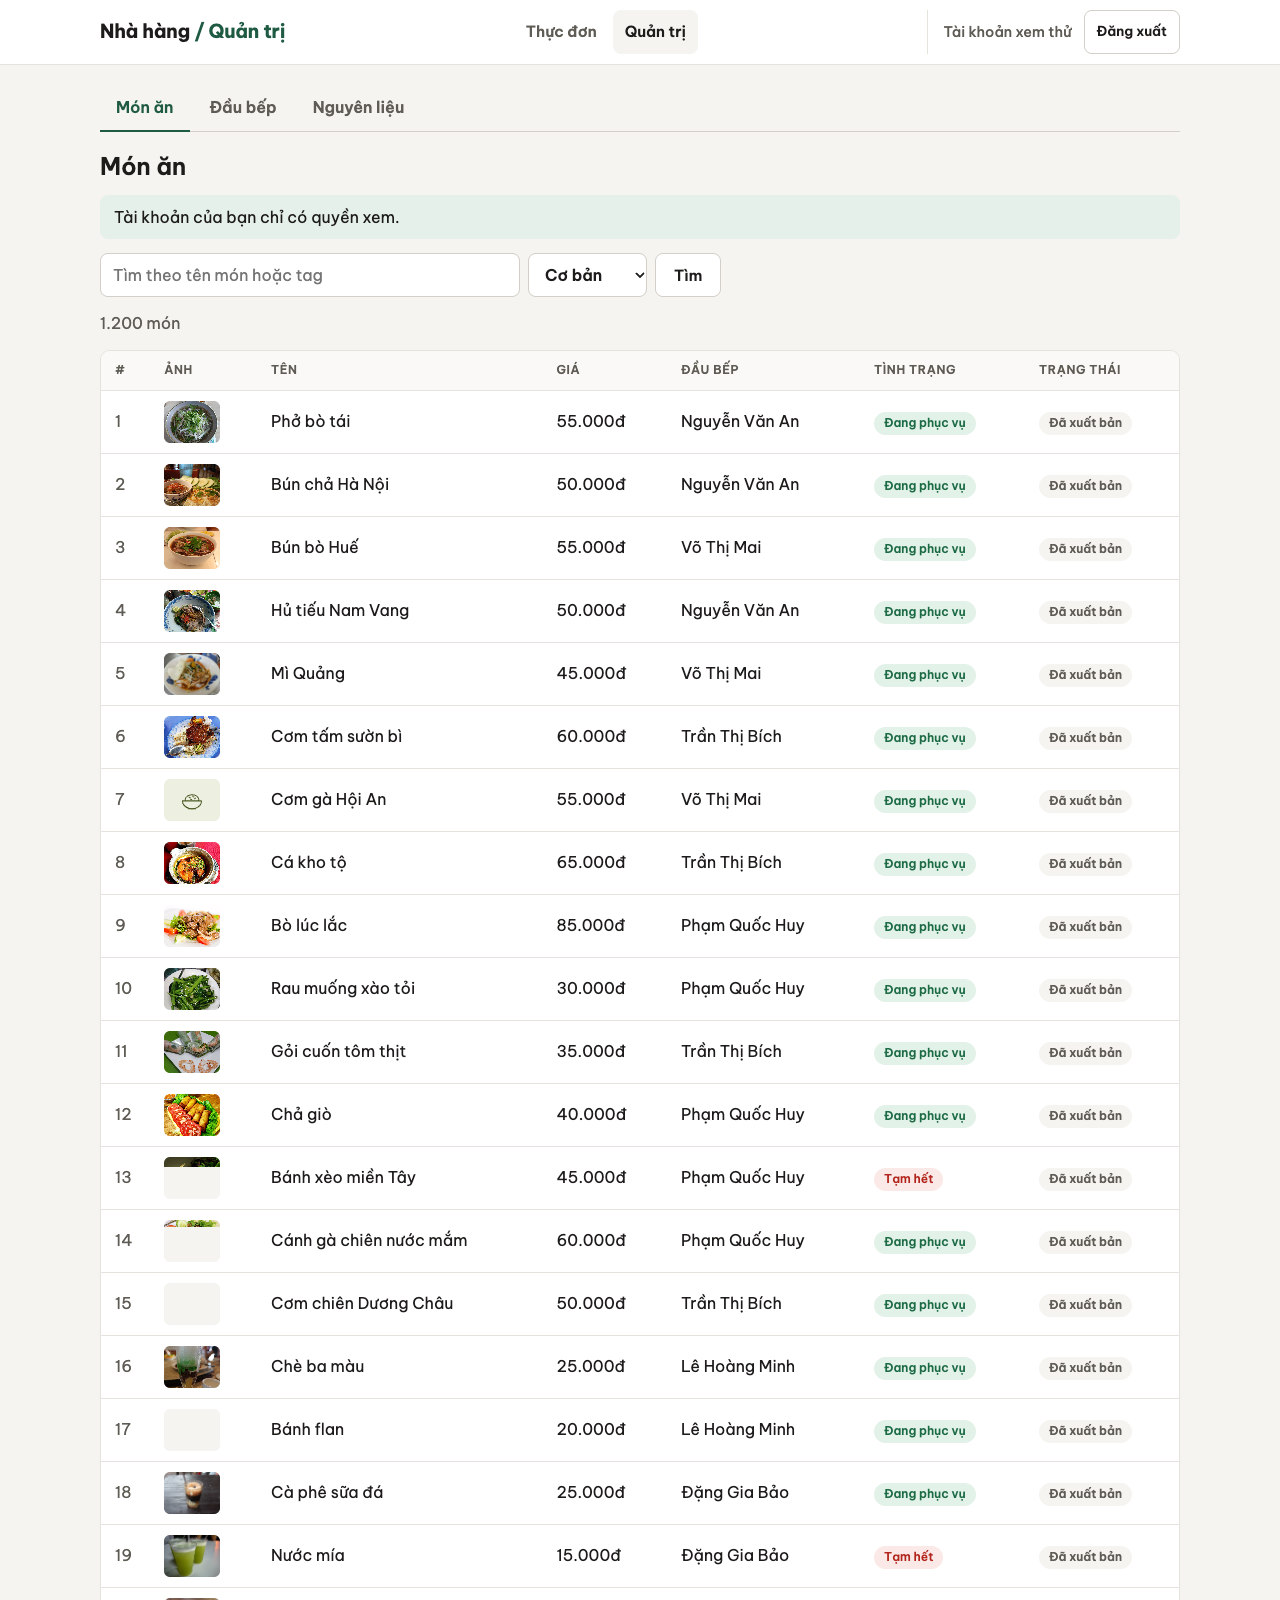 Nhà hàng / Quản trị
Thực đơn
Quản trị
Tài khoản xem thử
Đăng xuất
Món ăn
Đầu bếp
Nguyên liệu
Món ăn
Tài khoản của bạn chỉ có quyền xem.
Tìm theo tên món hoặc tag
Cơ bản
Tìm
1.200 món
# ẢNH TÊN GIÁ ĐẦU BẾP TÌNH TRẠNG TRẠNG THÁI
1 Phở bò tái 55.000đ Nguyễn Văn An Đang phục vụ Đã xuất bản
2 Bún chả Hà Nội 50.000đ Nguyễn Văn An Đang phục vụ Đã xuất bản
3 Bún bò Huế 55.000đ Võ Thị Mai Đang phục vụ Đã xuất bản
4 Hủ tiếu Nam Vang 50.000đ Nguyễn Văn An Đang phục vụ Đã xuất bản
5 Mì Quảng 45.000đ Võ Thị Mai Đang phục vụ Đã xuất bản
6 Cơm tấm sườn bì 60.000đ Trần Thị Bích Đang phục vụ Đã xuất bản
7 Cơm gà Hội An 55.000đ Võ Thị Mai Đang phục vụ Đã xuất bản
8 Cá kho tộ 65.000đ Trần Thị Bích Đang phục vụ Đã xuất bản
9 Bò lúc lắc 85.000đ Phạm Quốc Huy Đang phục vụ Đã xuất bản
10 Rau muống xào tỏi 30.000đ Phạm Quốc Huy Đang phục vụ Đã xuất bản
11 Gỏi cuốn tôm thịt 35.000đ Trần Thị Bích Đang phục vụ Đã xuất bản
12 Chả giò 40.000đ Phạm Quốc Huy Đang phục vụ Đã xuất bản
13 Bánh xèo miền Tây 45.000đ Phạm Quốc Huy Tạm hết Đã xuất bản
14 Cánh gà chiên nước mắm 60.000đ Phạm Quốc Huy Đang phục vụ Đã xuất bản
15 Cơm chiên Dương Châu 50.000đ Trần Thị Bích Đang phục vụ Đã xuất bản
16 Chè ba màu 25.000đ Lê Hoàng Minh Đang phục vụ Đã xuất bản
17 Bánh flan 20.000đ Lê Hoàng Minh Đang phục vụ Đã xuất bản
18 Cà phê sữa đá 25.000đ Đặng Gia Bảo Đang phục vụ Đã xuất bản
19 Nước mía 15.000đ Đặng Gia Bảo Tạm hết Đã xuất bản